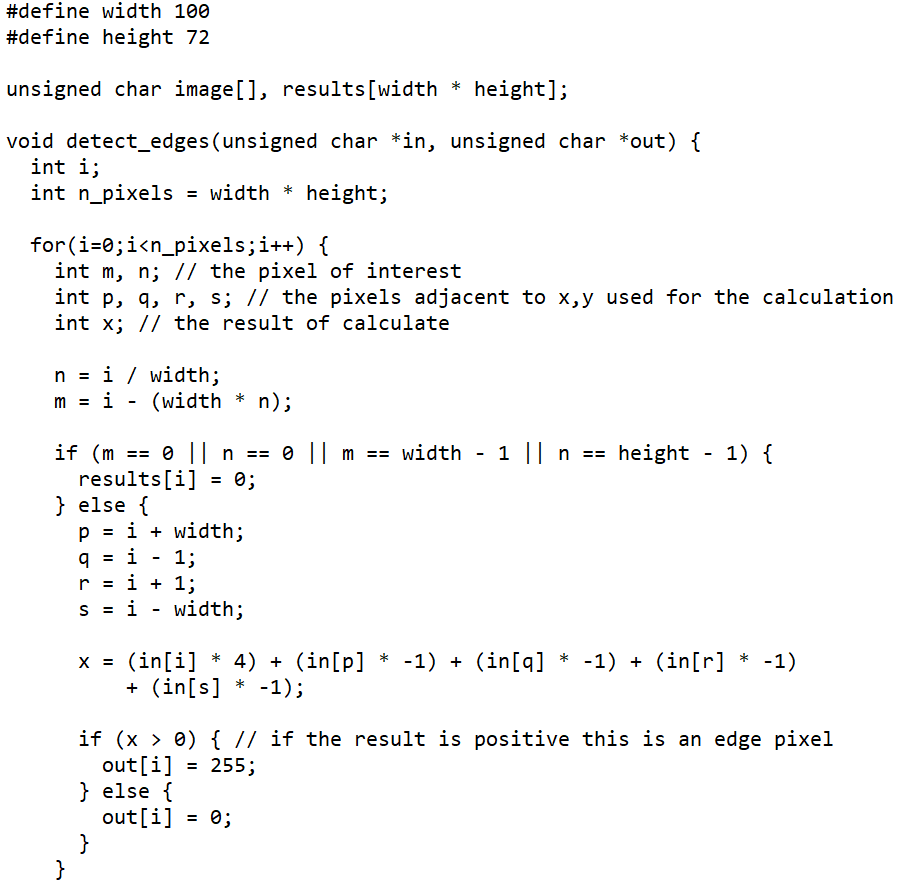 #define width 100
#define height 72
unsigned char image[], results[width * height];
void detect_edges(unsigned char *in, unsigned char *out) {
int i;
int n_pixels = width * height;
for(i=0;i<n_pixels;i++) {
int m, n; // the pixel of interest
int p, q, r, s; // the pixels adjacent to x,y used for the calculation
int x; // the result of calculate
n = i / width;
m = i - (width * n);
if (m == 0 || n == 0 || m == width - 1 || n == height - 1) {
results[i] = 0;
} else {
p = i + width;
q = i - 1;
r = i + 1;
s = i - width;
x = (in[i] * 4) + (in[p] * -1) + (in[q] * -1) + (in[r] * -1)
+ (in[s] * -1);
if (x > 0) { // if the result is positive this is an edge pixel
out[i] = 255;
} else {
out[i] = 0;
}
}